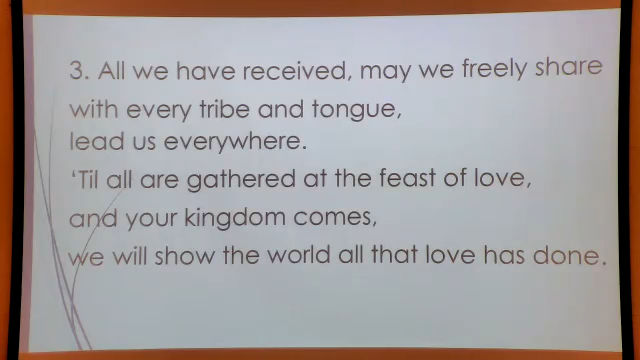 3. All we have received, may we freely share
with every tribe and tongue,
lead us everywhere.
‘Til all are gathered at the feast of love,
and your kingdom comes,
we will show the world all that love has done.